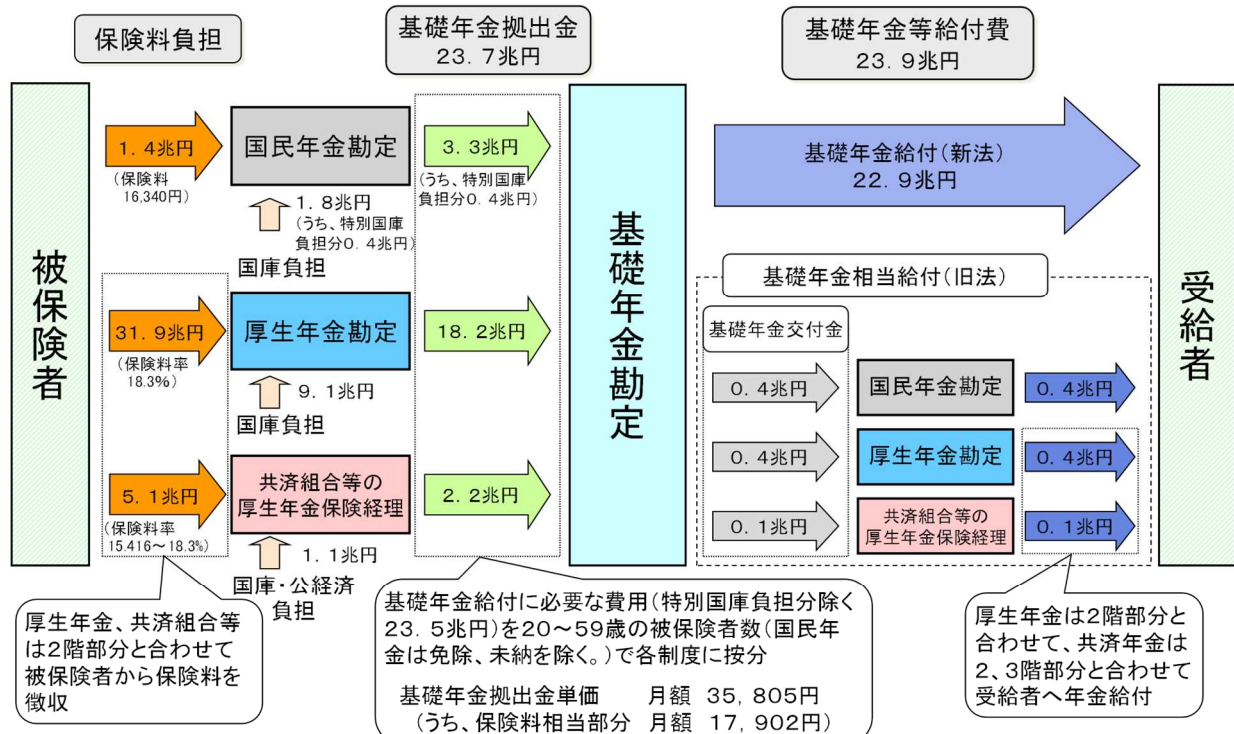 保険料負担
基礎年金拠出金
23.7兆円
基礎年金等給付費
23.9兆円
被保険者
1.4兆円
(保険料
16,340円)
国民年金勘定
1.8兆円
(うち、特別国庫
負担分0.4兆円)
国庫負担
3.3兆円
(うち、特別国庫
負担分0.4兆円)
31.9兆円
(保険料率
18.3%)
厚生年金勘定
9.1兆円
国庫負担
18.2兆円
5.1兆円
(保険料率
15.416～18.3%)
共済組合等の
厚生年金保険経理
1.1兆円
国庫・公経済
負担
2.2兆円
基礎年金勘定
基礎年金給付(新法)
22.9兆円
基礎年金相当給付(旧法)
基礎年金交付金
0.4兆円
国民年金勘定
0.4兆円
0.4兆円
厚生年金勘定
0.4兆円
0.1兆円
共済組合等の
厚生年金保険経理
0.1兆円
受給者
厚生年金、共済組合等
は2階部分と合わせて
被保険者から保険料を
徴収
基礎年金給付に必要な費用(特別国庫負担分除く
23.5兆円)を20～59歳の被保険者数(国民年
金は免除、未納を除く。)で各制度に按分
基礎年金拠出金単価 月額 35,805円
(うち、保険料相当部分 月額 17,902円)
厚生年金は2階部分と
合わせて、共済年金は
2、3階部分と合わせて
受給者へ年金給付